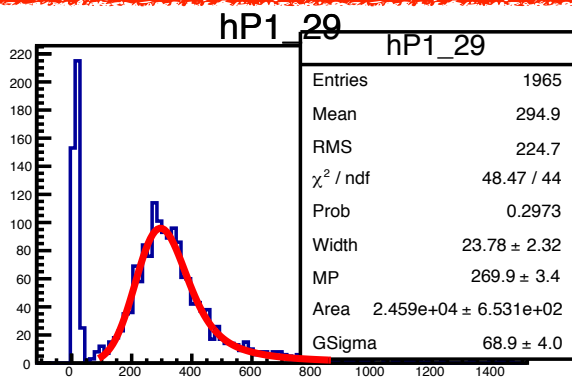 hP1_29
hP1_29
Entries 1965
Mean 294.9
RMS 224.7
χ² / ndf 48.47 / 44
Prob 0.2973
Width 23.78 ± 2.32
MP 269.9 ± 3.4
Area 2.459e+04 ± 6.531e+02
GSigma 68.9 ± 4.0
220
200
180
160
140
120
100
80
60
40
20
0
0 200 400 600 800 1000 1200 1400